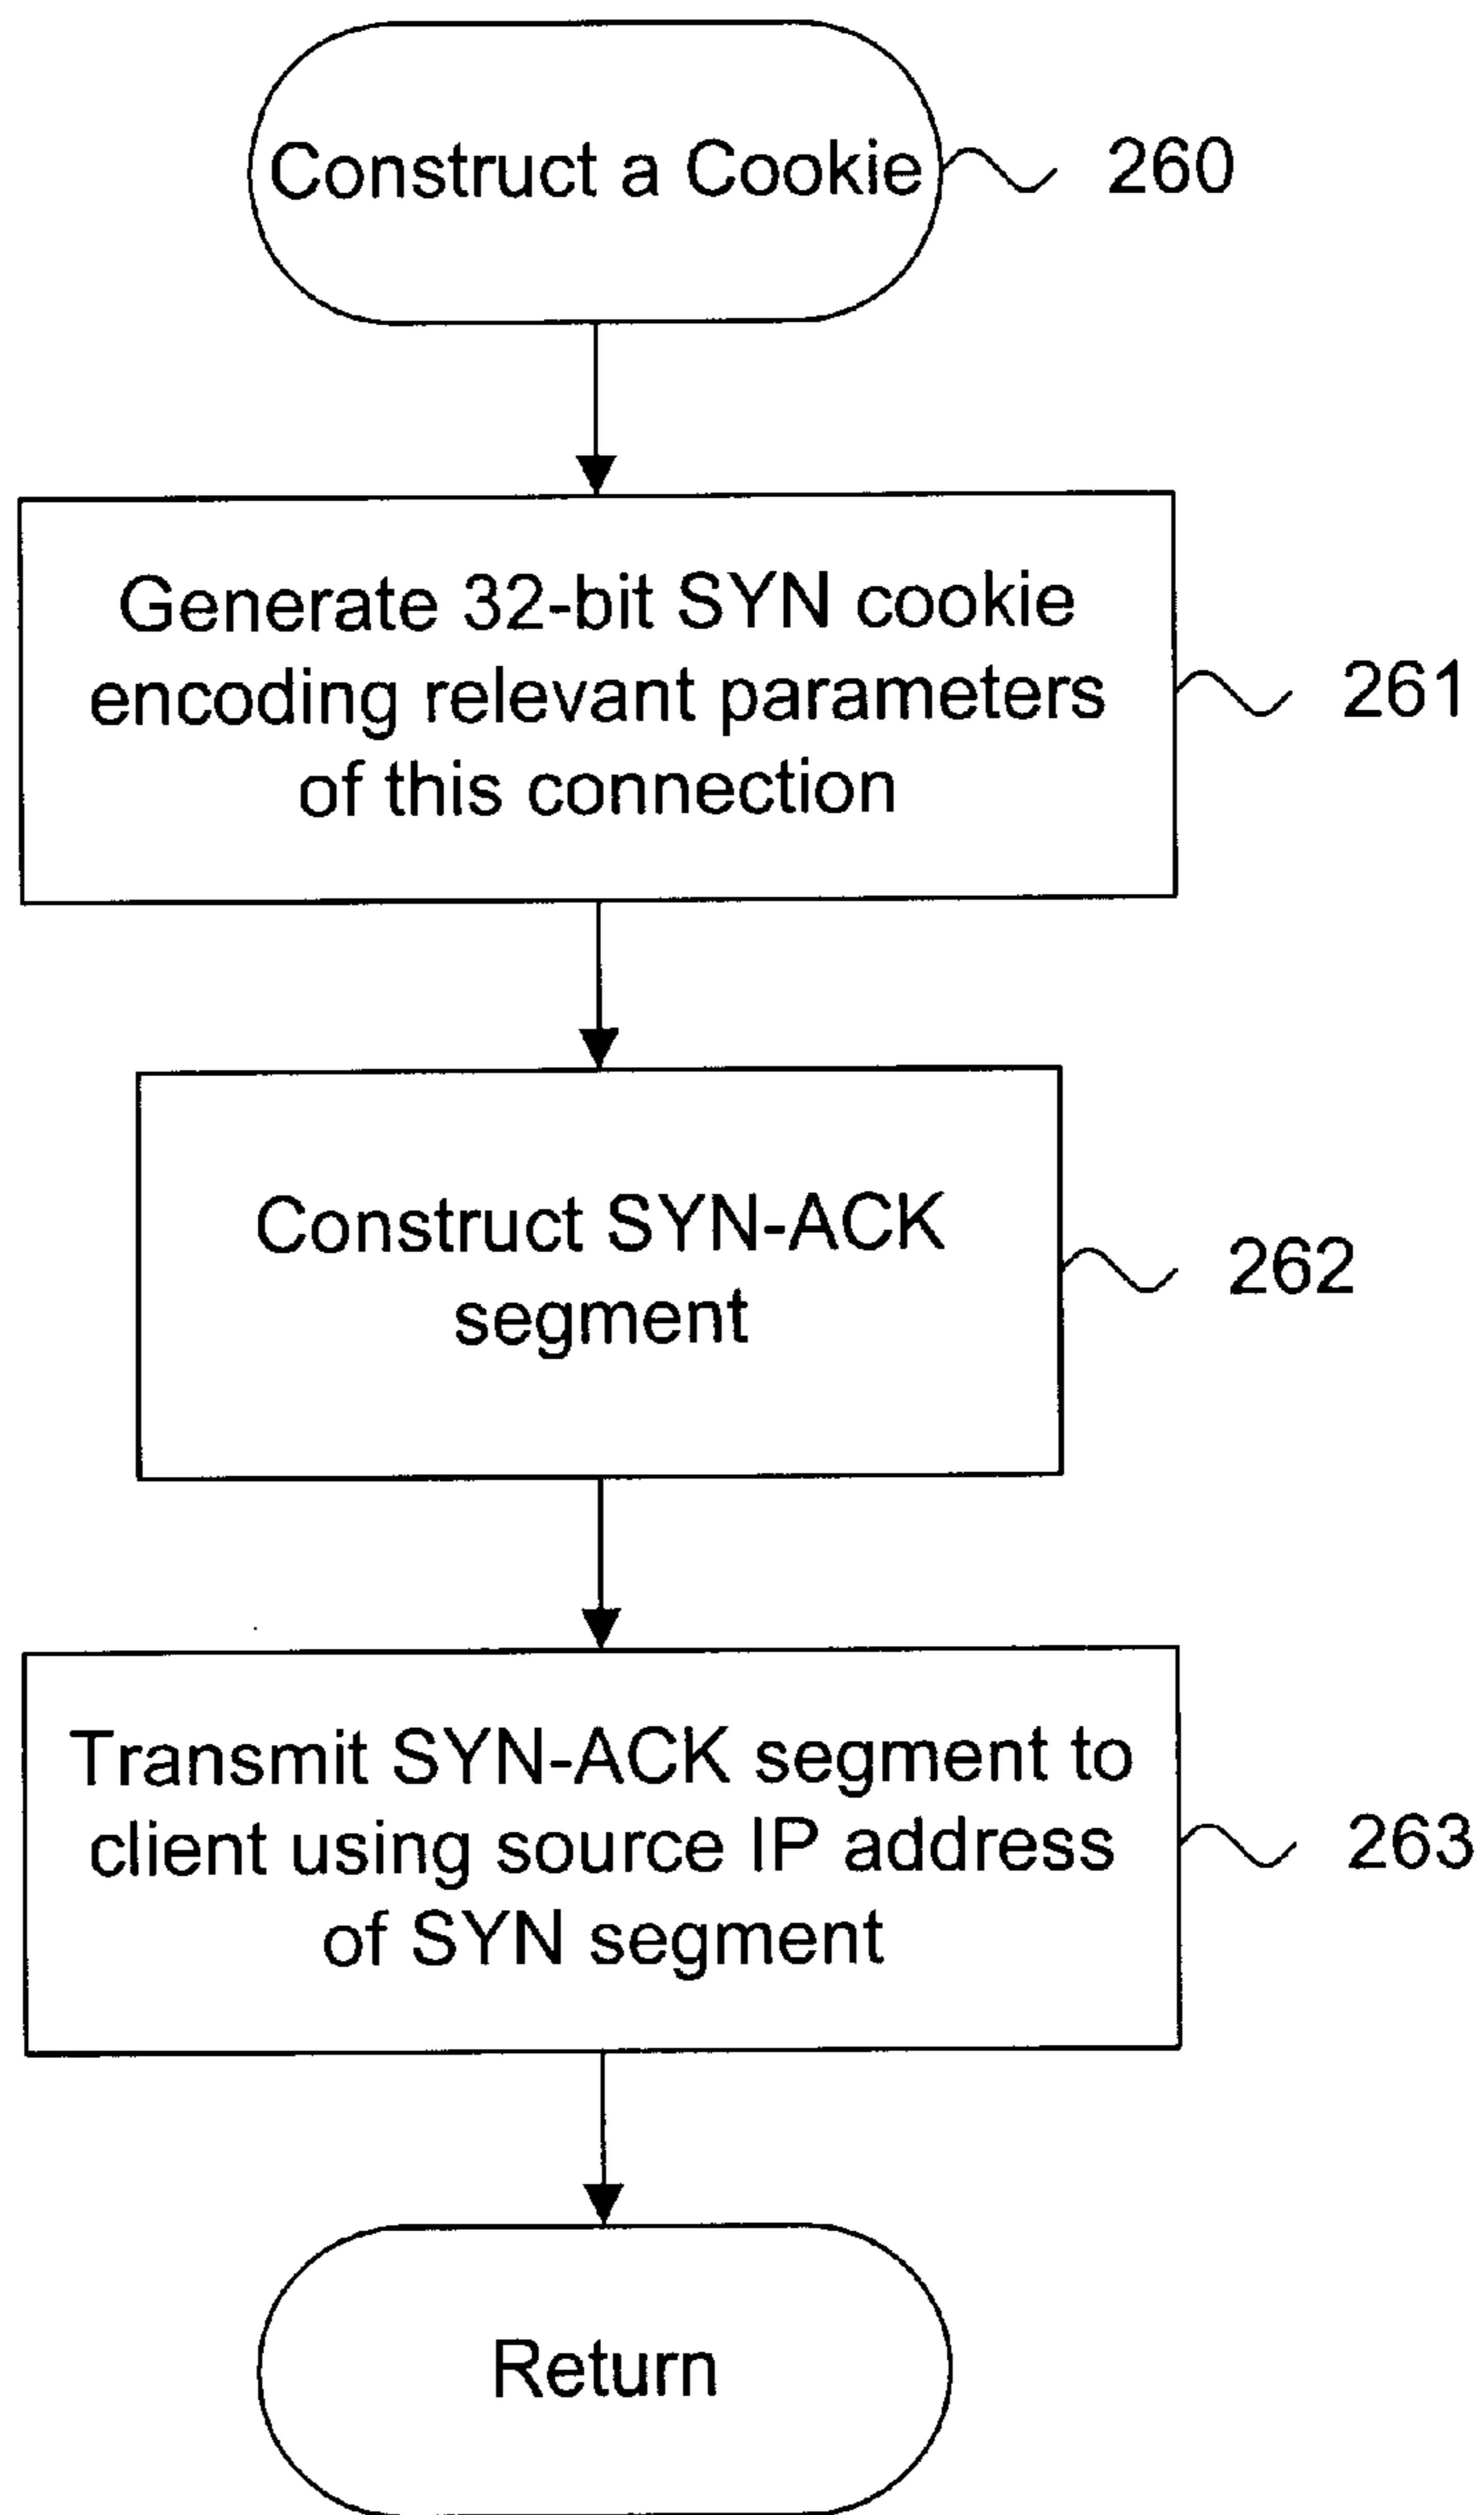 Construct a Cookie
260
Generate 32-bit SYN cookie
encoding relevant parameters
of this connection
261
Construct SYN-ACK
segment
262
Transmit SYN-ACK segment to
client using source IP address
of SYN segment
263
Return